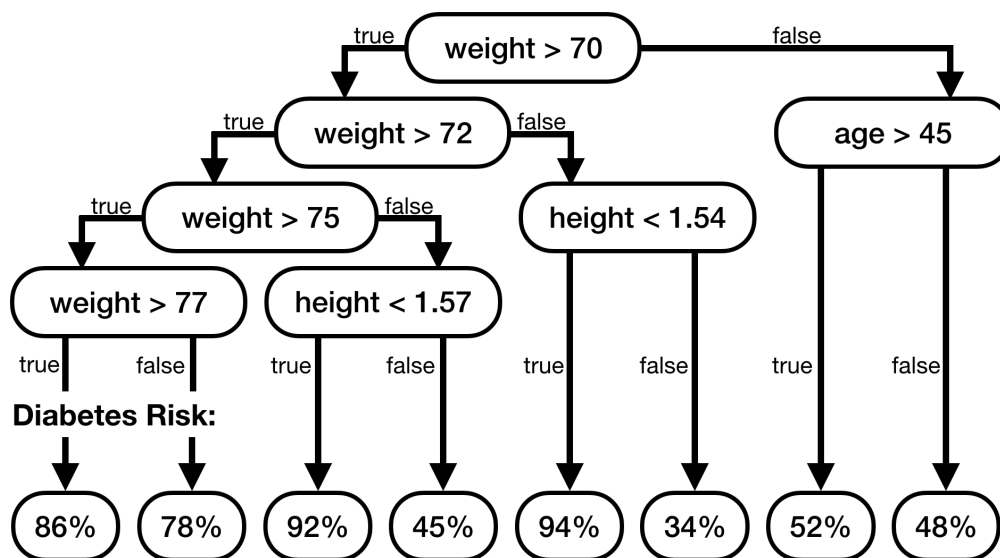 true
weight > 70
false
true
weight > 72
false
age > 45
true
weight > 75
false
height < 1.54
weight > 77
height < 1.57
true
false
true
false
true
false
true
false
Diabetes Risk:
86%
78%
92%
45%
94%
34%
52%
48%